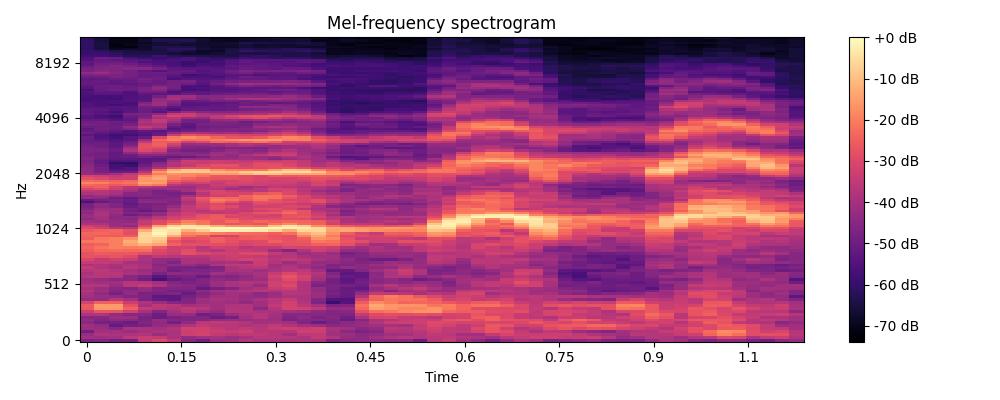 Mel-frequency spectrogram
+0 dB
8192
-10 dB
4096
-20 dB
-30 dB
Hz
2048
-40 dB
1024
-50 dB
512
-60 dB
-70 dB
0
0 0.15 0.3 0.45 0.6 0.75 0.9 1.1
Time